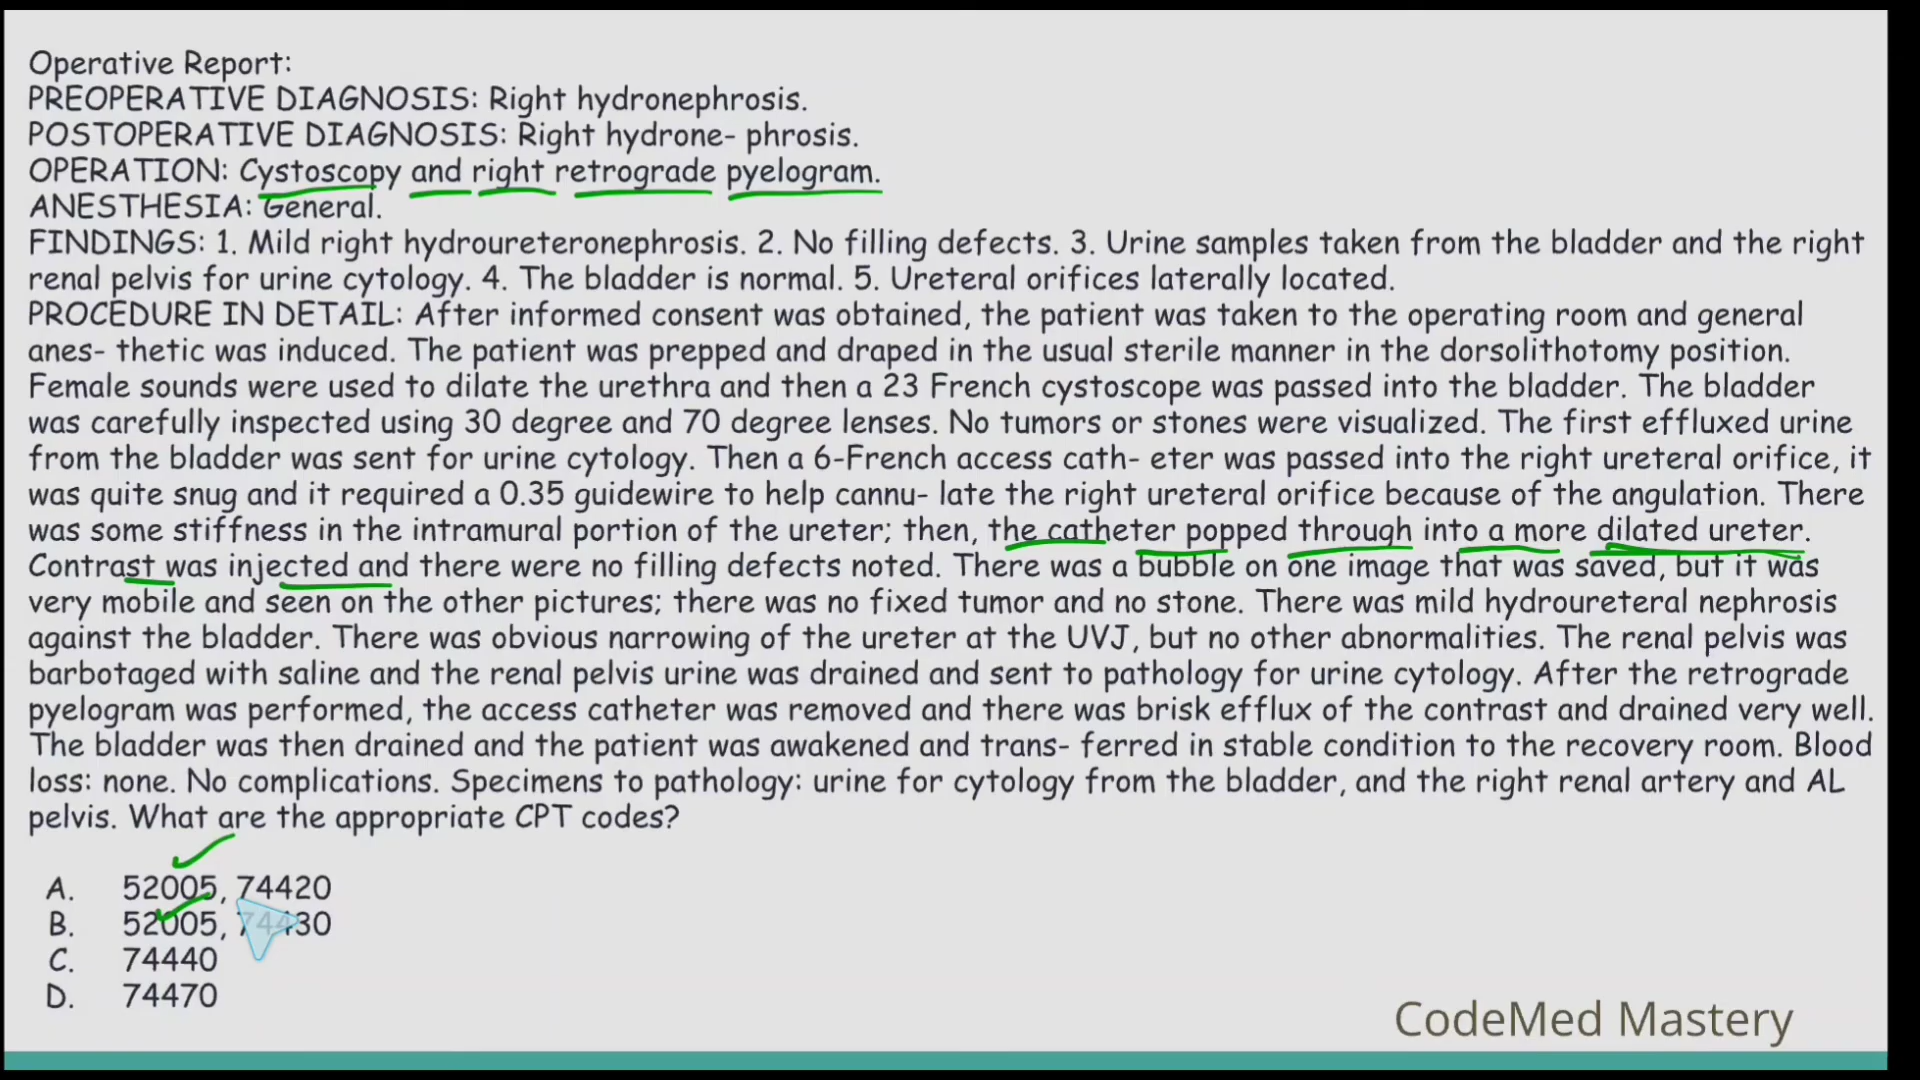 Operative Report:
PREOPERATIVE DIAGNOSIS: Right hydronephrosis.
POSTOPERATIVE DIAGNOSIS: Right hydrone- phrosis.
OPERATION: Cystoscopy and right retrograde pyelogram.
ANESTHESIA: General.
FINDINGS: 1. Mild right hydroureteronephrosis. 2. No filling defects. 3. Urine samples taken from the bladder and the right
renal pelvis for urine cytology. 4. The bladder is normal. 5. Ureteral orifices laterally located.
PROCEDURE IN DETAIL: After informed consent was obtained, the patient was taken to the operating room and general
anes- thetic was induced. The patient was prepped and draped in the usual sterile manner in the dorsolithotomy position.
Female sounds were used to dilate the urethra and then a 23 French cystoscope was passed into the bladder. The bladder
was carefully inspected using 30 degree and 70 degree lenses. No tumors or stones were visualized. The first effluxed urine
from the bladder was sent for urine cytology. Then a 6-French access cath- eter was passed into the right ureteral orifice, it
was quite snug and it required a 0.35 guidewire to help cannu- late the right ureteral orifice because of the angulation. There
was some stiffness in the intramural portion of the ureter; then, the catheter popped through into a more dilated ureter.
Contrast was injected and there were no filling defects noted. There was a bubble on one image that was saved, but it was
very mobile and seen on the other pictures; there was no fixed tumor and no stone. There was mild hydroureteral nephrosis
against the bladder. There was obvious narrowing of the ureter at the UVJ, but no other abnormalities. The renal pelvis was
barbotaged with saline and the renal pelvis urine was drained and sent to pathology for urine cytology. After the retrograde
pyelogram was performed, the access catheter was removed and there was brisk efflux of the contrast and drained very well.
The bladder was then drained and the patient was awakened and trans- ferred in stable condition to the recovery room. Blood
loss: none. No complications. Specimens to pathology: urine for cytology from the bladder, and the right renal artery and AL
pelvis. What are the appropriate CPT codes?
A. 52005, 74420
B. 52005, 74430
C. 74440
D. 74470
CodeMed Mastery